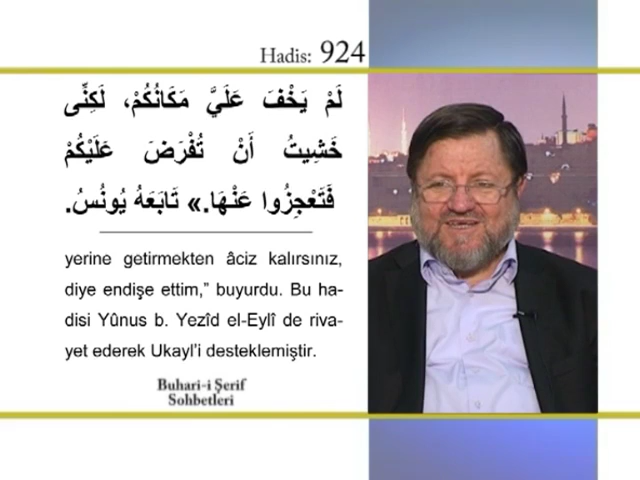 Hadis: 924
لَمْ يَخْفَ عَلَيَّ مَكَانُكُمْ، لَكِنِّى
خَشِيتُ أَنْ تُفْرَضَ عَلَيْكُمْ
فَتَعْجِزُوا عَنْهَا.» تَابَعَهُ يُونُسُ.
yerine getirmekten âciz kalırsınız,
diye endişe ettim,” buyurdu. Bu ha-
disi Yûnus b. Yezîd el-Eylî de riva-
yet ederek Ukayl’i desteklemiştir.
Buhari-i Şerif
Sohbetleri